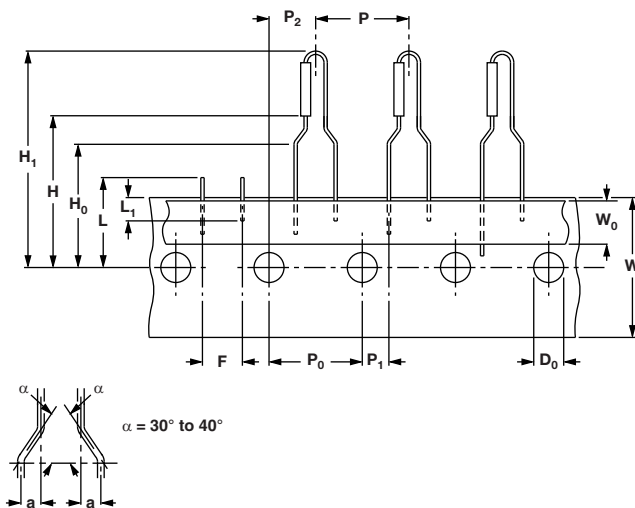 P₂ P
H₁
H
H₀
L
L₁
W₀
W
F P₀ P₁ D₀
α α
α = 30° to 40°
a a